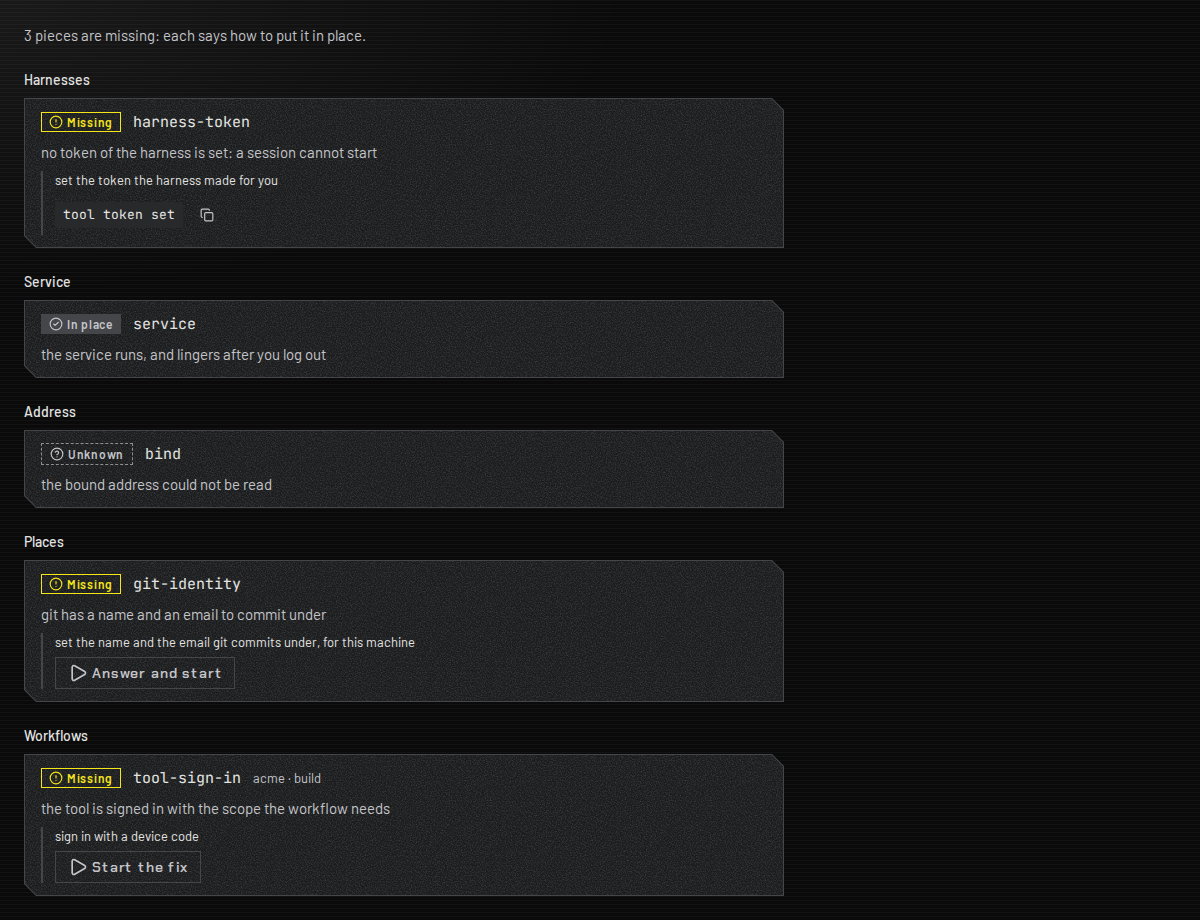 3 pieces are missing: each says how to put it in place.
Harnesses
Missing harness-token
no token of the harness is set: a session cannot start
set the token the harness made for you
tool token set
Service
In place service
the service runs, and lingers after you log out
Address
Unknown bind
the bound address could not be read
Places
Missing git-identity
git has a name and an email to commit under
set the name and the email git commits under, for this machine
Answer and start
Workflows
Missing tool-sign-in acme · build
the tool is signed in with the scope the workflow needs
sign in with a device code
Start the fix